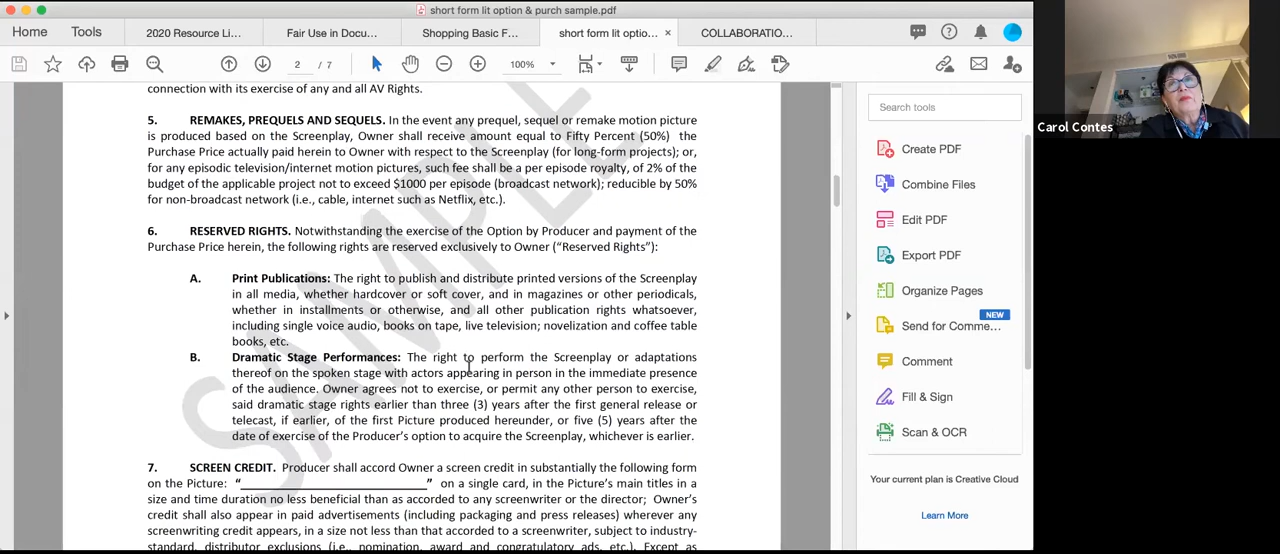 short form lit option & purch sample.pdf
Home Tools 2020 Resource Li... Fair Use in Docu... Shopping Basic F... short form lit optio... × COLLABORATIO...
2 / 7 100%
connection with its exercise of any and all AV Rights.
5. REMAKES, PREQUELS AND SEQUELS. In the event any prequel, sequel or remake motion picture
is produced based on the Screenplay, Owner shall receive amount equal to Fifty Percent (50%) the
Purchase Price actually paid herein to Owner with respect to the Screenplay (for long-form projects); or,
for any episodic television/internet motion pictures, such fee shall be a per episode royalty, of 2% of the
budget of the applicable project not to exceed $1000 per episode (broadcast network); reducible by 50%
for non-broadcast network (i.e., cable, internet such as Netflix, etc.).
6. RESERVED RIGHTS. Notwithstanding the exercise of the Option by Producer and payment of the
Purchase Price herein, the following rights are reserved exclusively to Owner ("Reserved Rights"):
A. Print Publications: The right to publish and distribute printed versions of the Screenplay
in all media, whether hardcover or soft cover, and in magazines or other periodicals,
whether in installments or otherwise, and all other publication rights whatsoever,
including single voice audio, books on tape, live television; novelization and coffee table
books, etc.
B. Dramatic Stage Performances: The right to perform the Screenplay or adaptations
thereof on the spoken stage with actors appearing in person in the immediate presence
of the audience. Owner agrees not to exercise, or permit any other person to exercise,
said dramatic stage rights earlier than three (3) years after the first general release or
telecast, if earlier, of the first Picture produced hereunder, or five (5) years after the
date of exercise of the Producer's option to acquire the Screenplay, whichever is earlier.
7. SCREEN CREDIT. Producer shall accord Owner a screen credit in substantially the following form
on the Picture: "____________________________" on a single card, in the Picture's main titles in a
size and time duration no less beneficial than as accorded to any screenwriter or the director; Owner's
credit shall also appear in paid advertisements (including packaging and press releases) wherever any
screenwriting credit appears, in a size not less than that accorded to a screenwriter, subject to industry-
standard, distributor exclusions (i.e., nomination, award and congratulatory ads, etc.). Except as
SAMPLE
Search tools
Create PDF
Combine Files
Edit PDF
Export PDF
Organize Pages
NEW
Send for Comme...
Comment
Fill & Sign
Scan & OCR
Your current plan is Creative Cloud
Learn More
Carol Contes